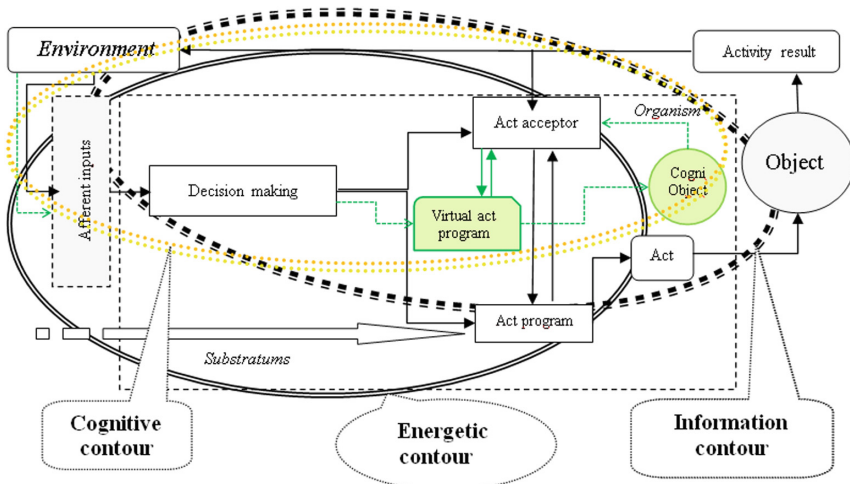 Environment
Activity result
Act acceptor
Organism
Afferent inputs
Decision making
Virtual act
program
Cogni
Object
Object
Act
Act program
Substratums
Cognitive
contour
Energetic
contour
Information
contour